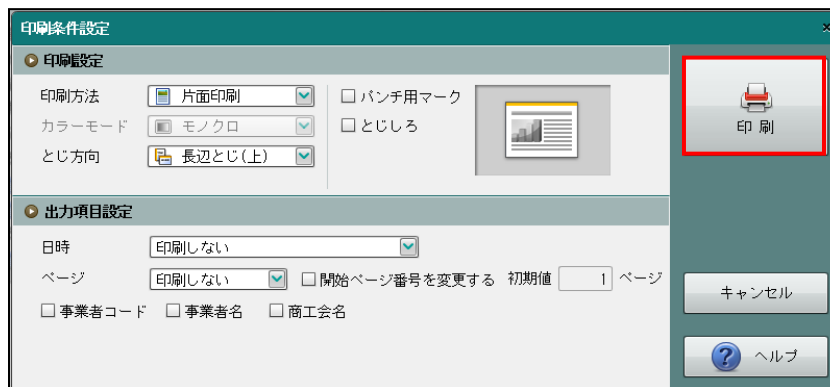 印刷条件設定
印刷設定
印刷方法 片面印刷 パンチ用マーク
カラーモード モノクロ とじしろ
とじ方向 長辺とじ(上)
印刷
出力項目設定
日時 印刷しない
ページ 印刷しない 開始ページ番号を変更する 初期値 1 ページ
事業者コード 事業者名 商工会名
キャンセル
ヘルプ